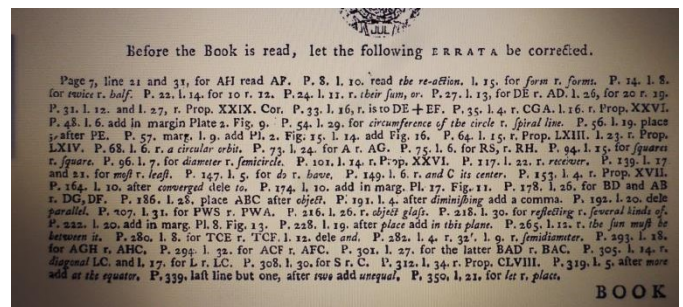 JUL
Before the Book is read, let the following ERRATA be corrected.
Page 7, line 21 and 31, for AH read AF. P. 8. l. 10. read the re-action. l. 15. for form r. forms. P. 14. l. 8.
for twice r. half. P. 22. l. 14. for 10 r. 12. P. 24. l. 11. r. their sum, or. P. 27. l. 13, for DE r. AD. l. 26, for 20 r. 19.
P. 31. l. 12. and l. 27, r. Prop. XXIX. Cor. P. 33. l. 16, r. is to DE+EF. P. 35. l. 4. r. CGA. l. 16. r. Prop. XXVI.
P. 48. l. 6. add in margin Plate 2. Fig. 9. P. 54. l. 29. for circumference of the circle r. spiral line. P. 56. l. 19. place
; after PE. P. 57. marg. l. 9. add Pl. 2. Fig. 15. l. 14. add Fig. 16. P. 64. l. 15. r. Prop. LXIII. l. 23. r. Prop.
LXIV. P. 68. l. 6. r. a circular orbit. P. 73. l. 24. for A r. AG. P. 75. l. 6. for RS, r. RH. P. 94. l. 15. for squares
r. square. P. 96. l. 7. for diameter r. semicircle. P. 101. l. 14. r. Prop. XXVI. P. 117. l. 22. r. receiver. P. 139. l. 17
and 21. for most r. least. P. 147. l. 5. for do r. have. P. 149. l. 6. r. and C its center. P. 153. l. 4. r. Prop. XVII.
P. 164. l. 10. after converged dele to. P. 174. l. 10. add in marg. Pl. 17. Fig. 11. P. 178. l. 26. for BD and AB
r. DG, DF. P. 186. l. 28, place ABC after object. P. 191. l. 4. after diminishing add a comma. P. 192. l. 20. dele
parallel. P. 207. l. 31. for PWS r. PWA. P. 216. l. 26. r. object glass. P. 218. l. 30. for reflecting r. several kinds of.
P. 222. l. 20. add in marg. Pl. 8. Fig. 13. P. 228. l. 19. after place add in this plane. P. 265. l. 12. r. the sun must be
between it. P. 280. l. 8. for TCE r. TCF. l. 12. dele and. P. 282. l. 4. r. 32′. l. 9. r. semidiameter. P. 293. l. 18.
for AGH r. AHC. P. 294. l. 32. for ACF r. AFC. P. 301. l. 27. for the latter BAD r. BAC. P. 305. l. 14. r.
diagonal LC. and l. 17. for L r. LC. P. 308. l. 30. for S r. C. P. 312. l. 34 r. Prop. CLVIII. P. 319. l. 5. after more
add at the equator. P. 339. last line but one, after two add unequal. P. 350, l. 21. for let r. place.
BOOK